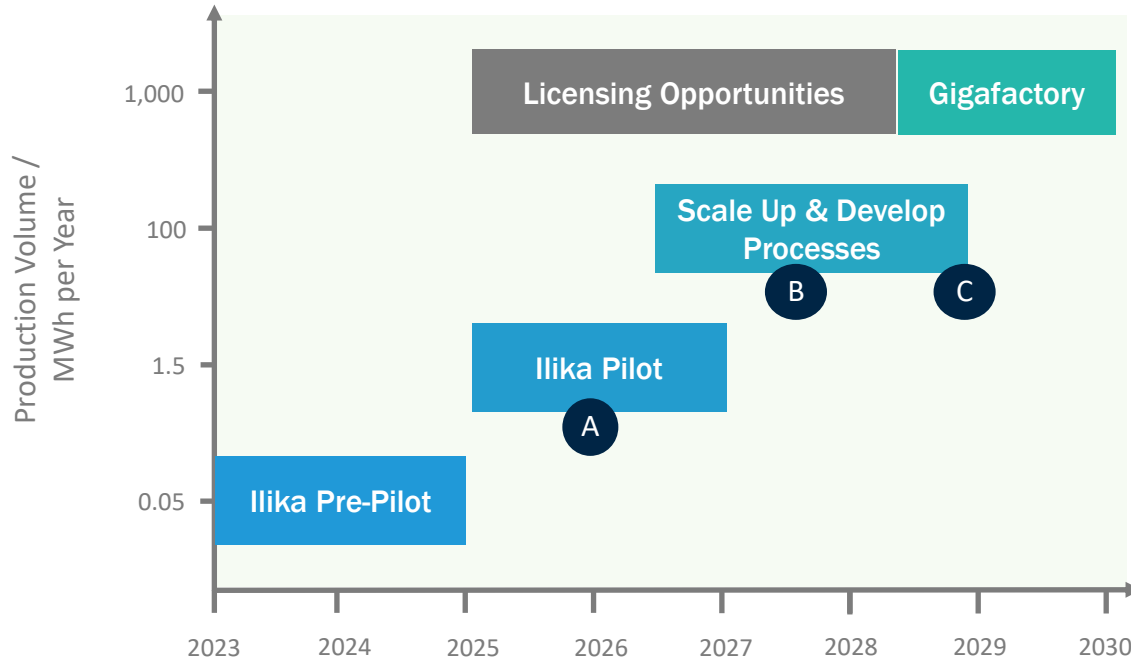 Production Volume /
MWh per Year
1,000
100
1.5
0.05
Licensing Opportunities
Gigafactory
Scale Up & Develop
Processes
B
C
Ilika Pilot
A
Ilika Pre-Pilot
2023
2024
2025
2026
2027
2028
2029
2030